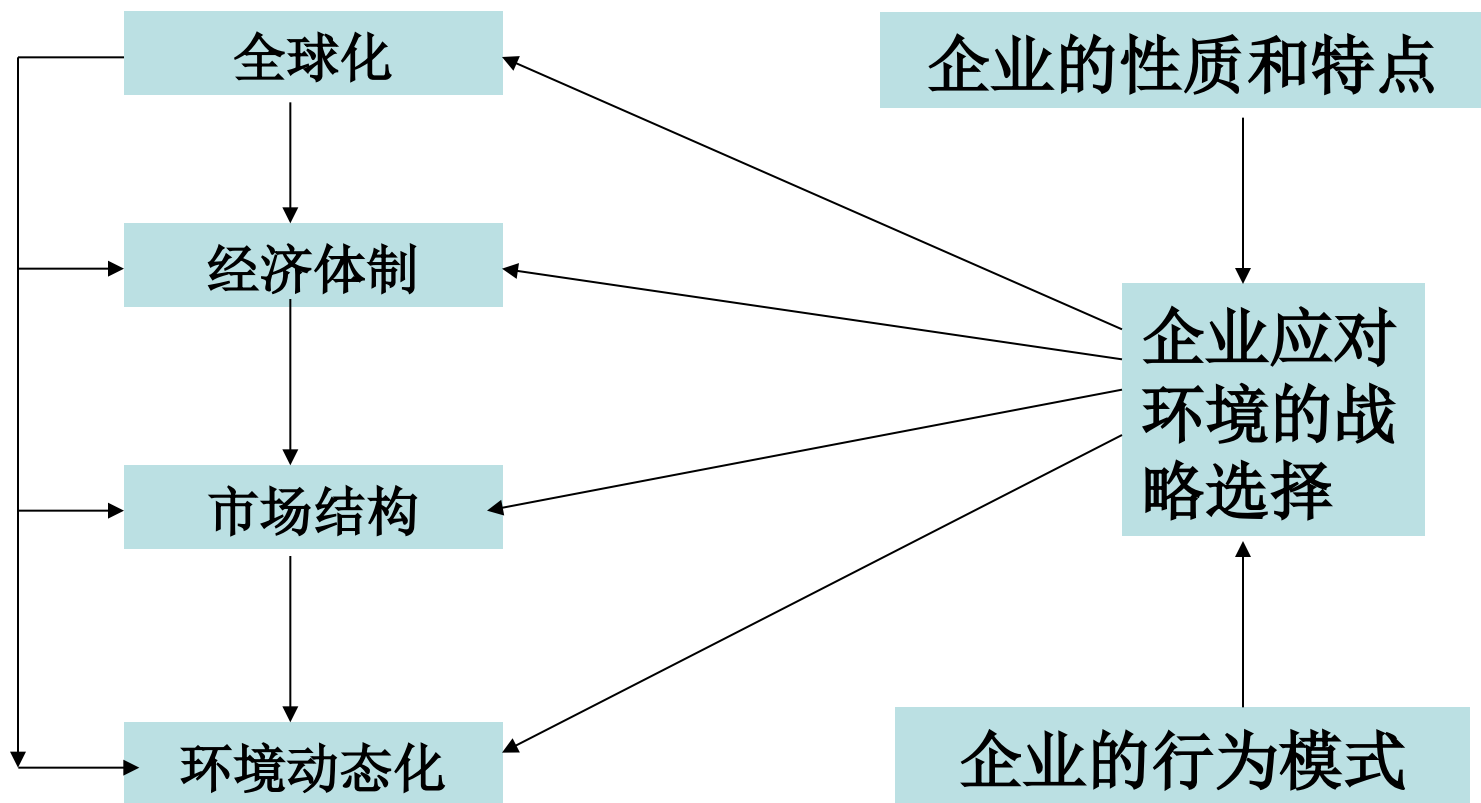 全球化
企业的性质和特点
经济体制
企业应对
环境的战
略选择
市场结构
环境动态化
企业的行为模式